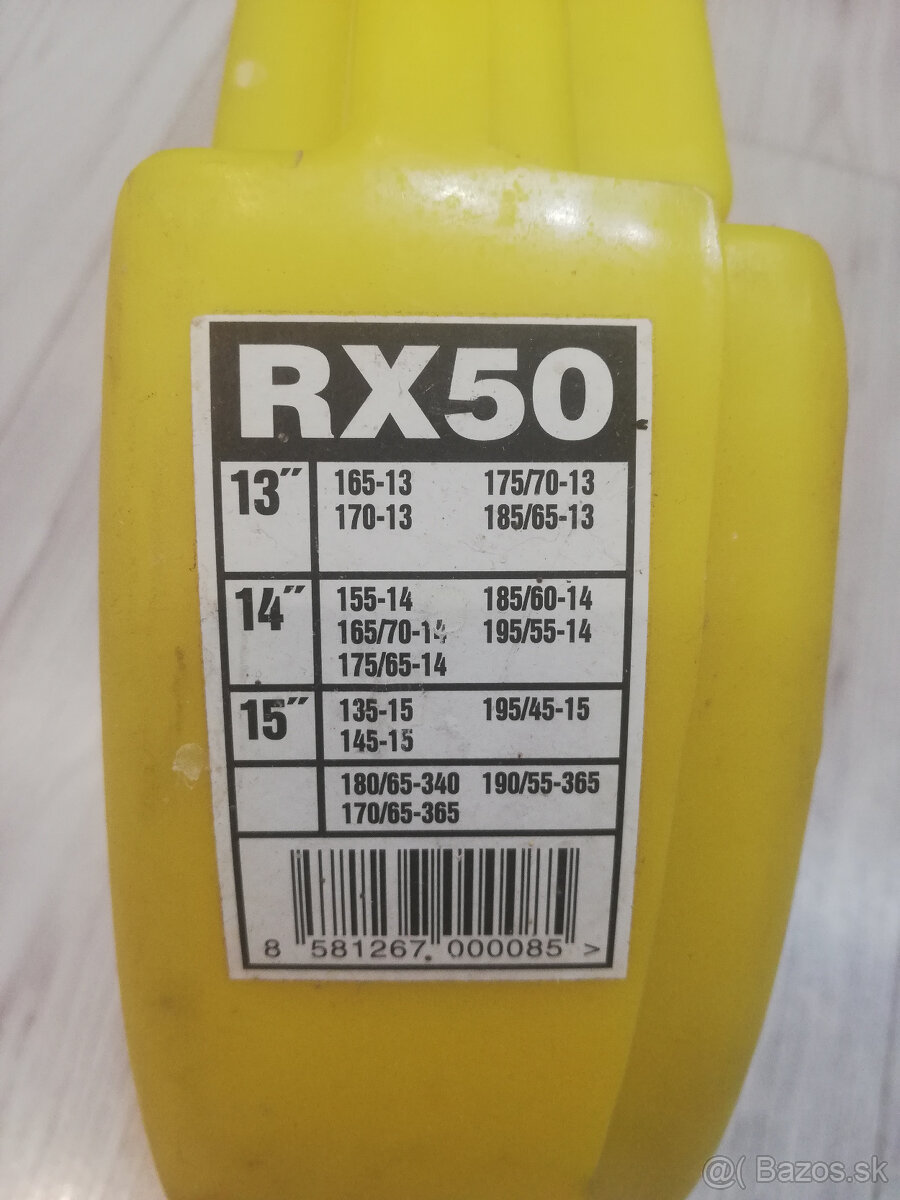 RX50
13″ 165-13 175/70-13
170-13 185/65-13
14″ 155-14 185/60-14
165/70-14 195/55-14
175/65-14
15″ 135-15 195/45-15
145-15
180/65-340 190/55-365
170/65-365
8 581267 000085 >
@( Bazos.sk